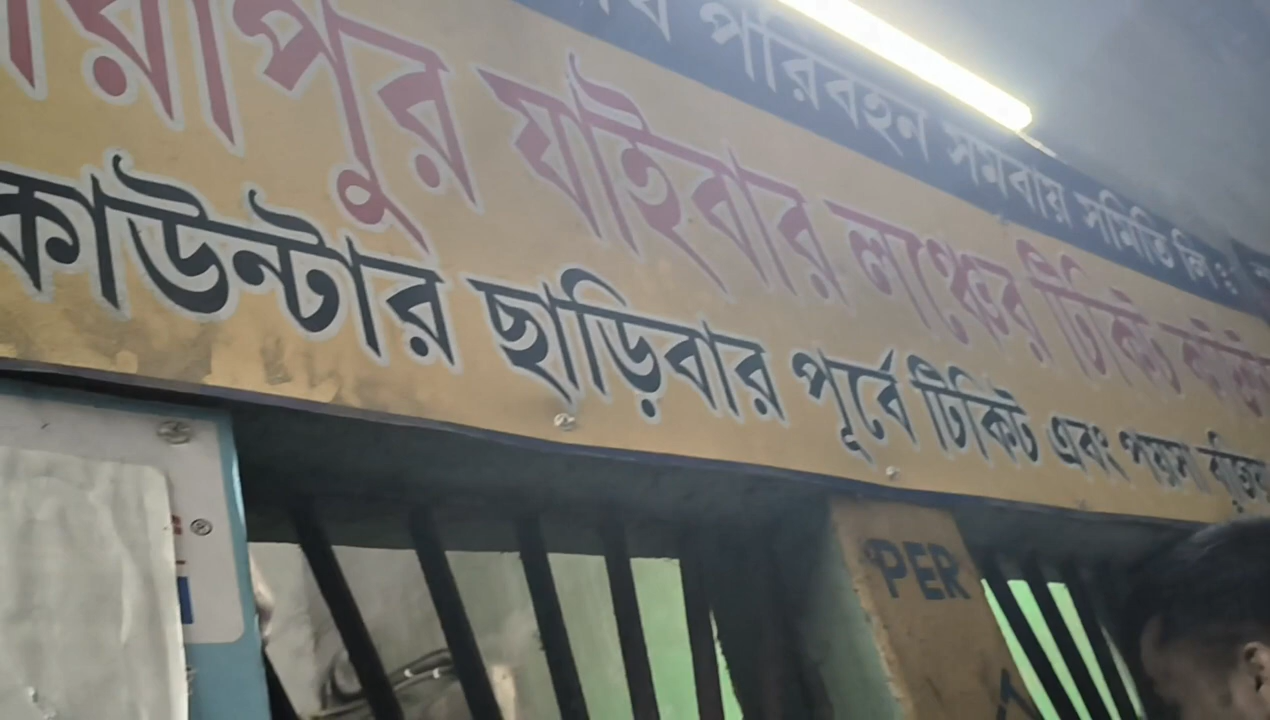 পরিবহন সমবায় সমিতি লিঃ
যাইবার লঞ্চের টিকিট
কাউন্টার ছাড়িবার পূর্বে টিকিট এবং পয়সা
PER